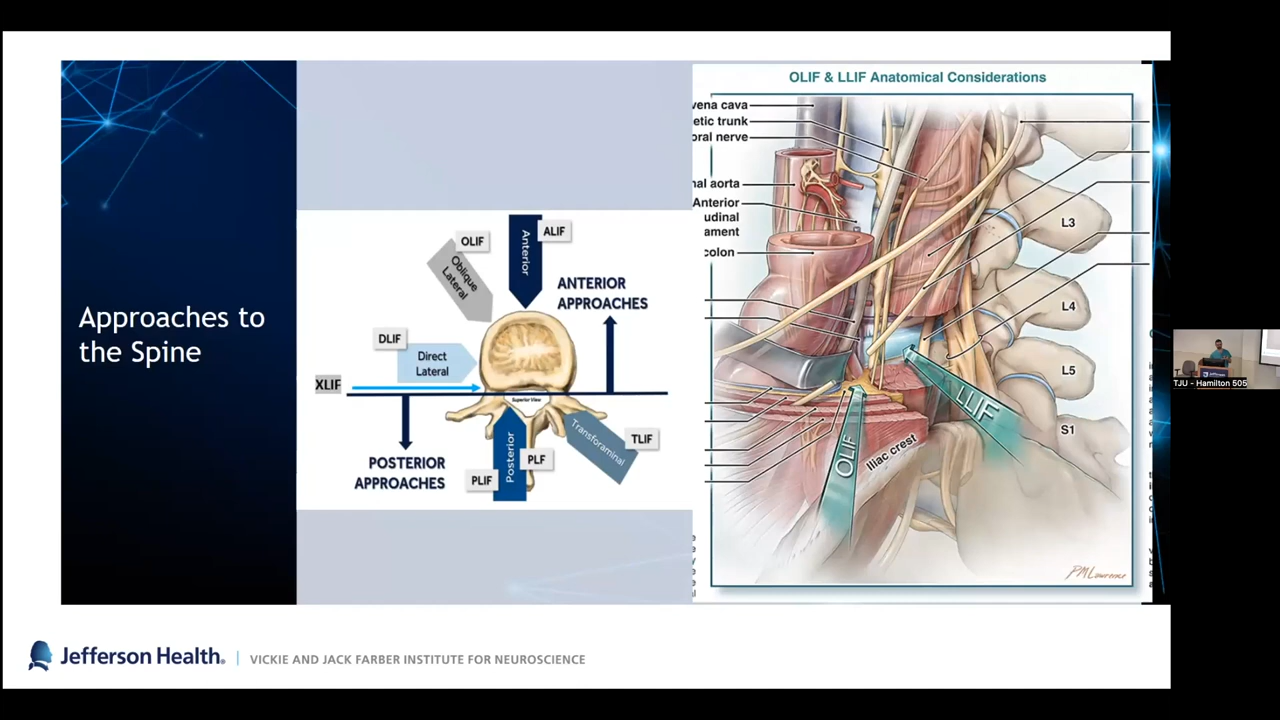 Approaches to
the Spine
OLIF
Oblique
Lateral
Anterior
ALIF
ANTERIOR
APPROACHES
DLIF
Direct
Lateral
XLIF
Superior View
POSTERIOR
APPROACHES
PLIF
Posterior
PLF
Transforaminal
TLIF
OLIF & LLIF Anatomical Considerations
vena cava
etic trunk
oral nerve
nal aorta
Anterior
udinal
ament
colon
L3
L4
L5
S1
LLIF
OLIF
Iliac crest
PMLawrence
Jefferson Health.
VICKIE AND JACK FARBER INSTITUTE FOR NEUROSCIENCE
TJU - Hamilton 505